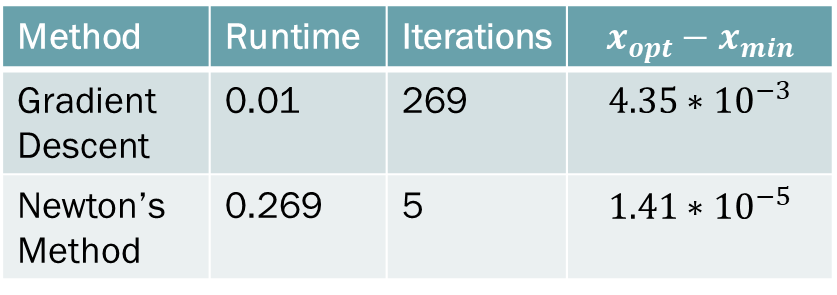 Method Runtime Iterations x_opt − x_min
Gradient Descent 0.01 269 4.35 * 10⁻³
Newton's Method 0.269 5 1.41 * 10⁻⁵